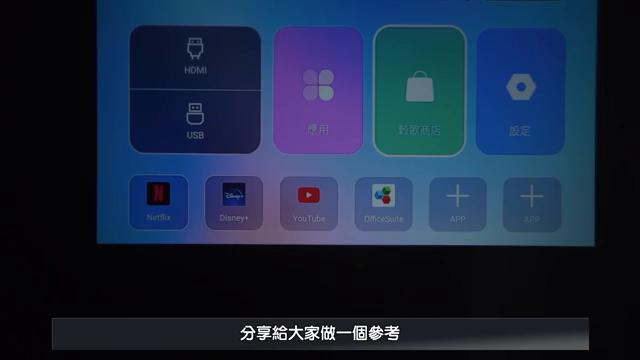 HDMI
USB
應用
穀歌商店
設定
Netflix
Disney+
YouTube
OfficeSuite
APP
APP
分享給大家做一個參考